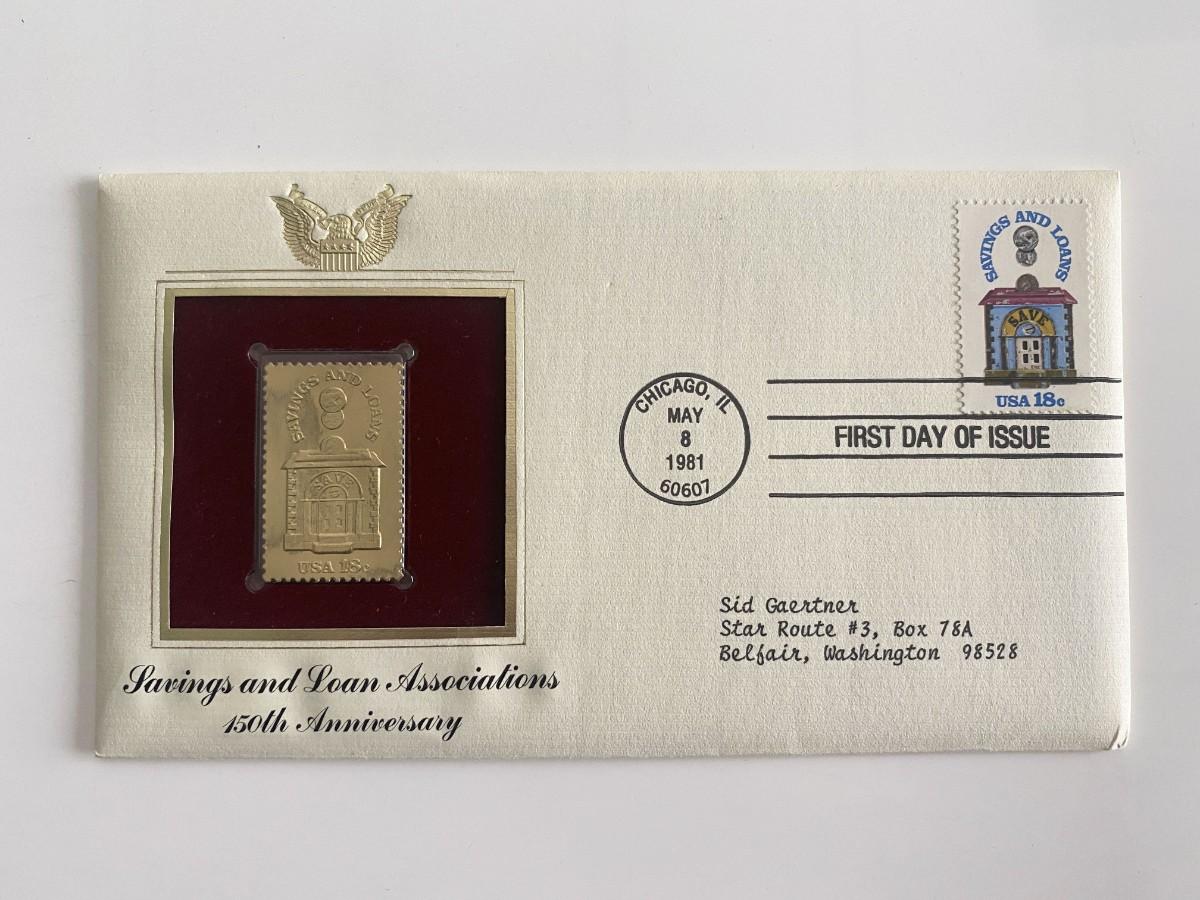 SAVINGS AND LOANS
SAVE
USA 18c
SAVINGS AND LOANS
SAVE
USA 18c
CHICAGO, IL
MAY
8
1981
60607
FIRST DAY OF ISSUE
Sid Gaertner
Star Route #3, Box 78A
Belfair, Washington 98528
Savings and Loan Associations
150th Anniversary